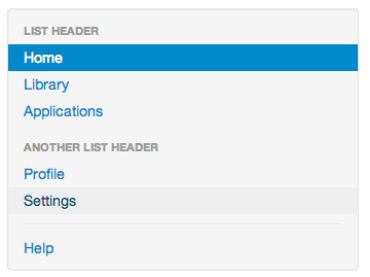 LIST HEADER
Home
Library
Applications
ANOTHER LIST HEADER
Profile
Settings
Help